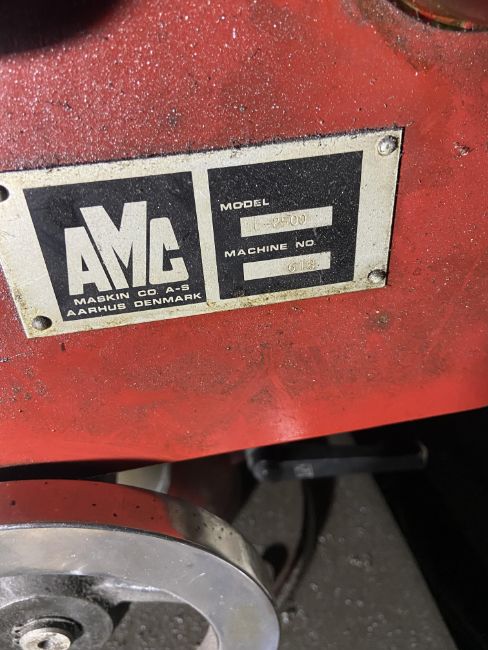 AMC
MASKIN CO. A-S
AARHUS DENMARK
MODEL
MACHINE NO.